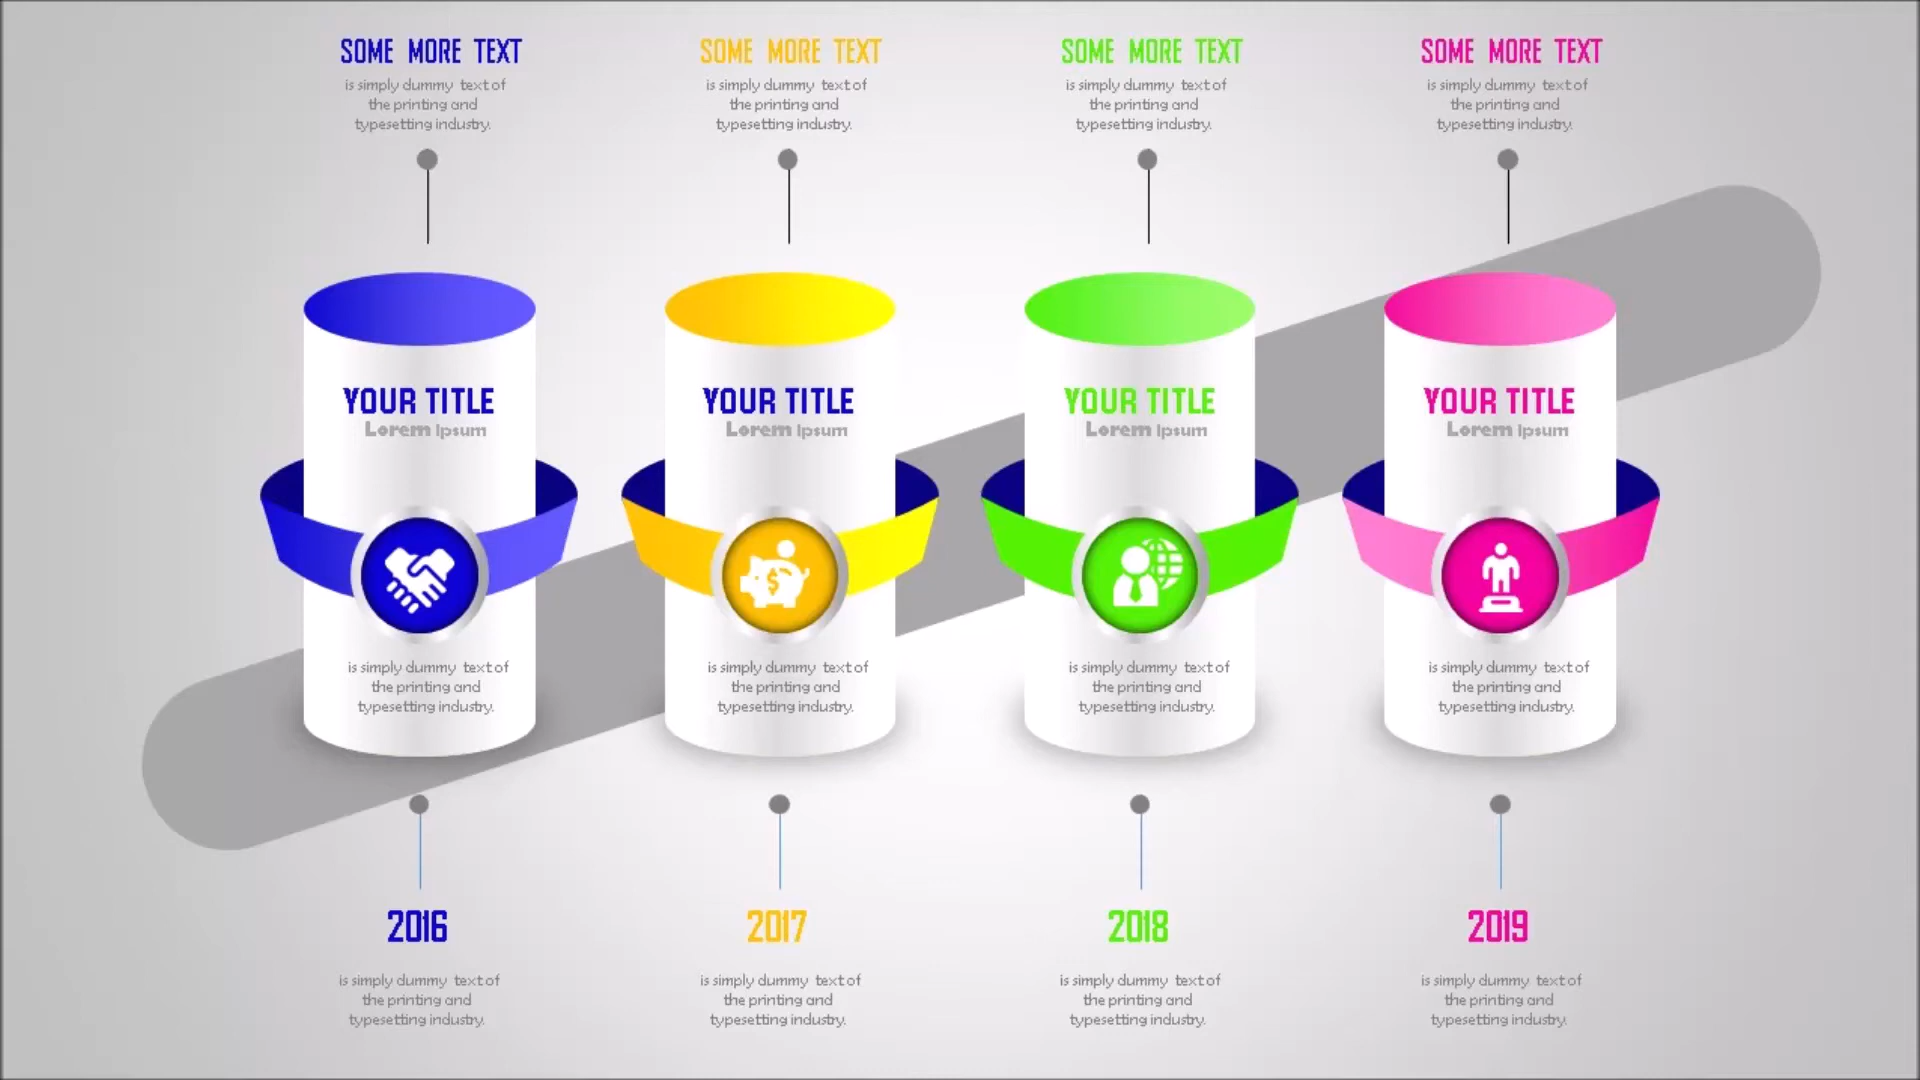 SOME MORE TEXT
is simply dummy text of
the printing and
typesetting industry.
SOME MORE TEXT
is simply dummy text of
the printing and
typesetting industry.
SOME MORE TEXT
is simply dummy text of
the printing and
typesetting industry.
SOME MORE TEXT
is simply dummy text of
the printing and
typesetting industry.
YOUR TITLE
Lorem Ipsum
$
is simply dummy text of
the printing and
typesetting industry.
YOUR TITLE
Lorem Ipsum
is simply dummy text of
the printing and
typesetting industry.
YOUR TITLE
Lorem Ipsum
is simply dummy text of
the printing and
typesetting industry.
YOUR TITLE
Lorem Ipsum
is simply dummy text of
the printing and
typesetting industry.
2016
is simply dummy text of
the printing and
typesetting industry.
2017
is simply dummy text of
the printing and
typesetting industry.
2018
is simply dummy text of
the printing and
typesetting industry.
2019
is simply dummy text of
the printing and
typesetting industry.